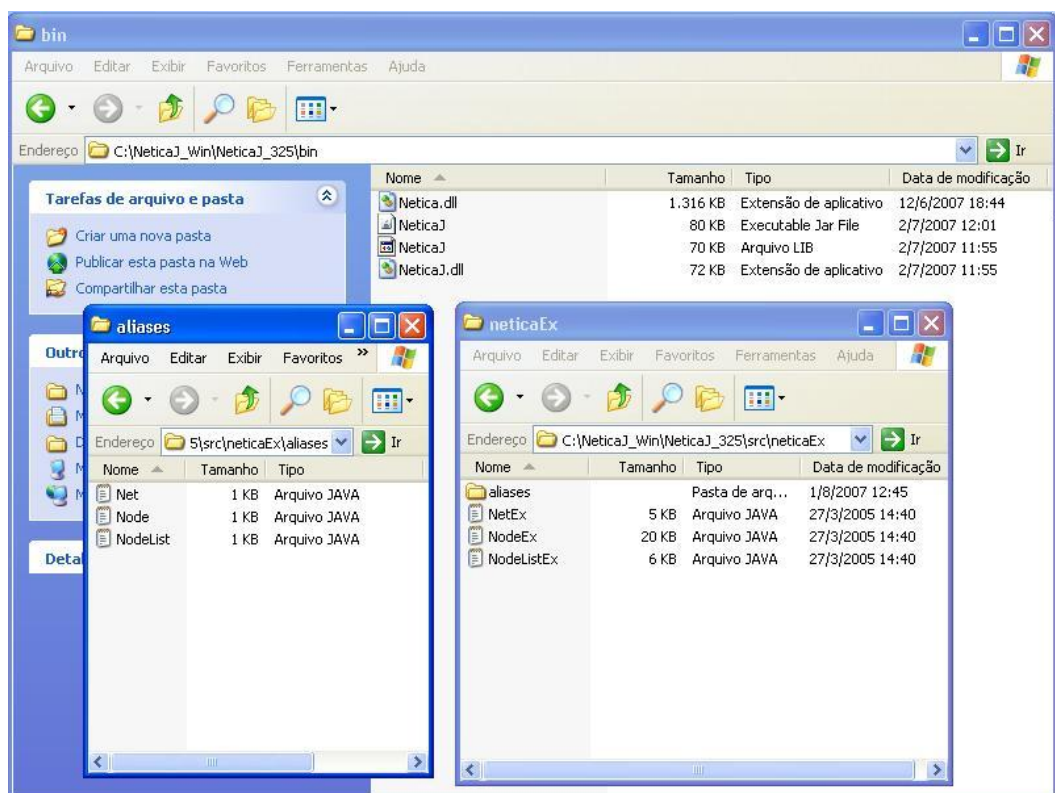 bin
Arquivo Editar Exibir Favoritos Ferramentas Ajuda
Endereço C:\NeticaJ_Win\NeticaJ_325\bin Ir
Tarefas de arquivo e pasta
Criar uma nova pasta
Publicar esta pasta na Web
Compartilhar esta pasta
Outro
Detal
Nome Tamanho Tipo Data de modificação
Netica.dll 1.316 KB Extensão de aplicativo 12/6/2007 18:44
NeticaJ 80 KB Executable Jar File 2/7/2007 12:01
NeticaJ 70 KB Arquivo LIB 2/7/2007 11:55
NeticaJ.dll 72 KB Extensão de aplicativo 2/7/2007 11:55
aliases
Arquivo Editar Exibir Favoritos »
Endereço 5\src\neticaEx\aliases Ir
Nome Tamanho Tipo
Net 1 KB Arquivo JAVA
Node 1 KB Arquivo JAVA
NodeList 1 KB Arquivo JAVA
neticaEx
Arquivo Editar Exibir Favoritos Ferramentas Ajuda
Endereço C:\NeticaJ_Win\NeticaJ_325\src\neticaEx Ir
Nome Tamanho Tipo Data de modificação
aliases Pasta de arq... 1/8/2007 12:45
NetEx 5 KB Arquivo JAVA 27/3/2005 14:40
NodeEx 20 KB Arquivo JAVA 27/3/2005 14:40
NodeListEx 6 KB Arquivo JAVA 27/3/2005 14:40